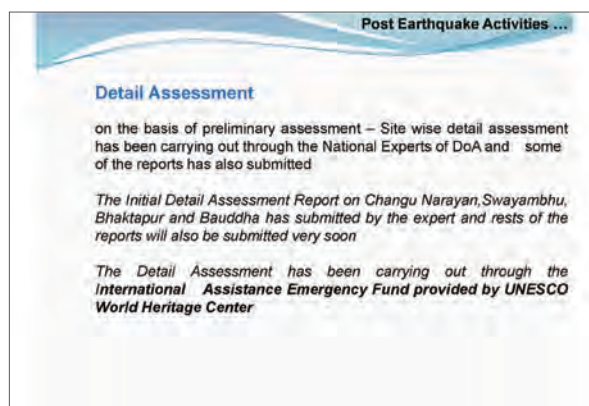 Post Earthquake Activities ...
Detail Assessment
on the basis of preliminary assessment – Site wise detail assessment
has been carrying out through the National Experts of DoA and some
of the reports has also submitted
The Initial Detail Assessment Report on Changu Narayan,Swayambhu,
Bhaktapur and Bauddha has submitted by the expert and rests of the
reports will also be submitted very soon
The Detail Assessment has been carrying out through the
International Assistance Emergency Fund provided by UNESCO
World Heritage Center